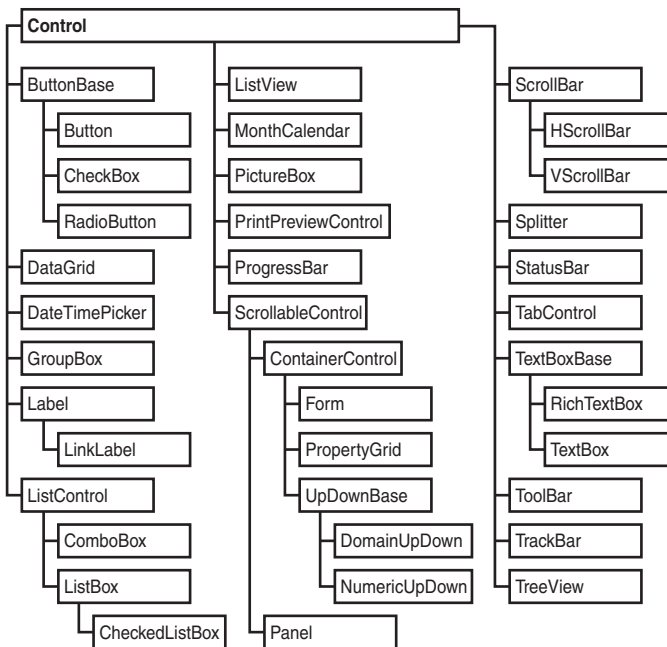 Control
ButtonBase
Button
CheckBox
RadioButton
DataGrid
DateTimePicker
GroupBox
Label
LinkLabel
ListControl
ComboBox
ListBox
CheckedListBox
ListView
MonthCalendar
PictureBox
PrintPreviewControl
ProgressBar
ScrollableControl
ContainerControl
Form
PropertyGrid
UpDownBase
DomainUpDown
NumericUpDown
Panel
ScrollBar
HScrollBar
VScrollBar
Splitter
StatusBar
TabControl
TextBoxBase
RichTextBox
TextBox
ToolBar
TrackBar
TreeView